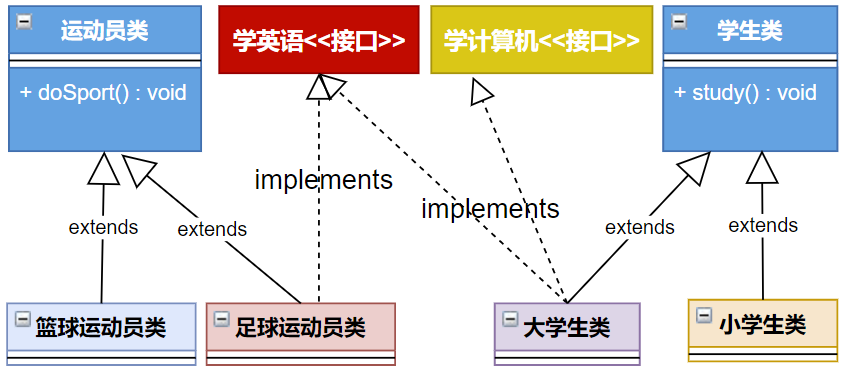 运动员类
学英语<<接口>>
学计算机<<接口>>
学生类
+ doSport() : void
+ study() : void
implements
implements
extends
extends
extends
extends
篮球运动员类
足球运动员类
大学生类
小学生类